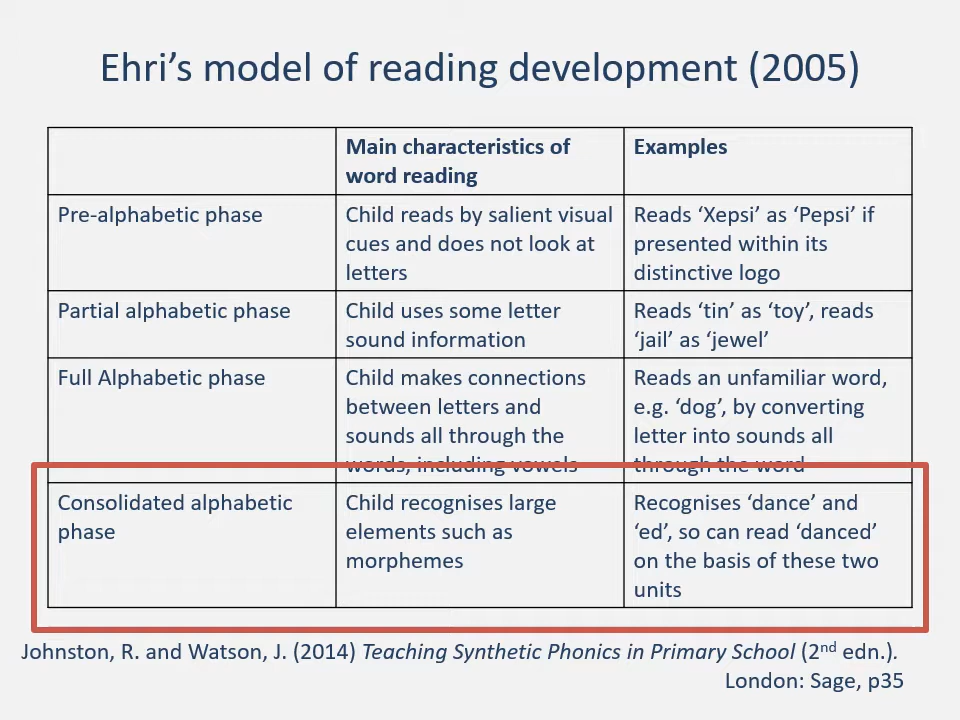 Ehri’s model of reading development (2005)
Main characteristics of
word reading
Examples
Pre-alphabetic phase
Child reads by salient visual
cues and does not look at
letters
Reads ‘Xepsi’ as ‘Pepsi’ if
presented within its
distinctive logo
Partial alphabetic phase
Child uses some letter
sound information
Reads ‘tin’ as ‘toy’, reads
‘jail’ as ‘jewel’
Full Alphabetic phase
Child makes connections
between letters and
sounds all through the
words, including vowels
Reads an unfamiliar word,
e.g. ‘dog’, by converting
letter into sounds all
through the word
Consolidated alphabetic
phase
Child recognises large
elements such as
morphemes
Recognises ‘dance’ and
‘ed’, so can read ‘danced’
on the basis of these two
units
Johnston, R. and Watson, J. (2014) Teaching Synthetic Phonics in Primary School (2nd edn.).
London: Sage, p35